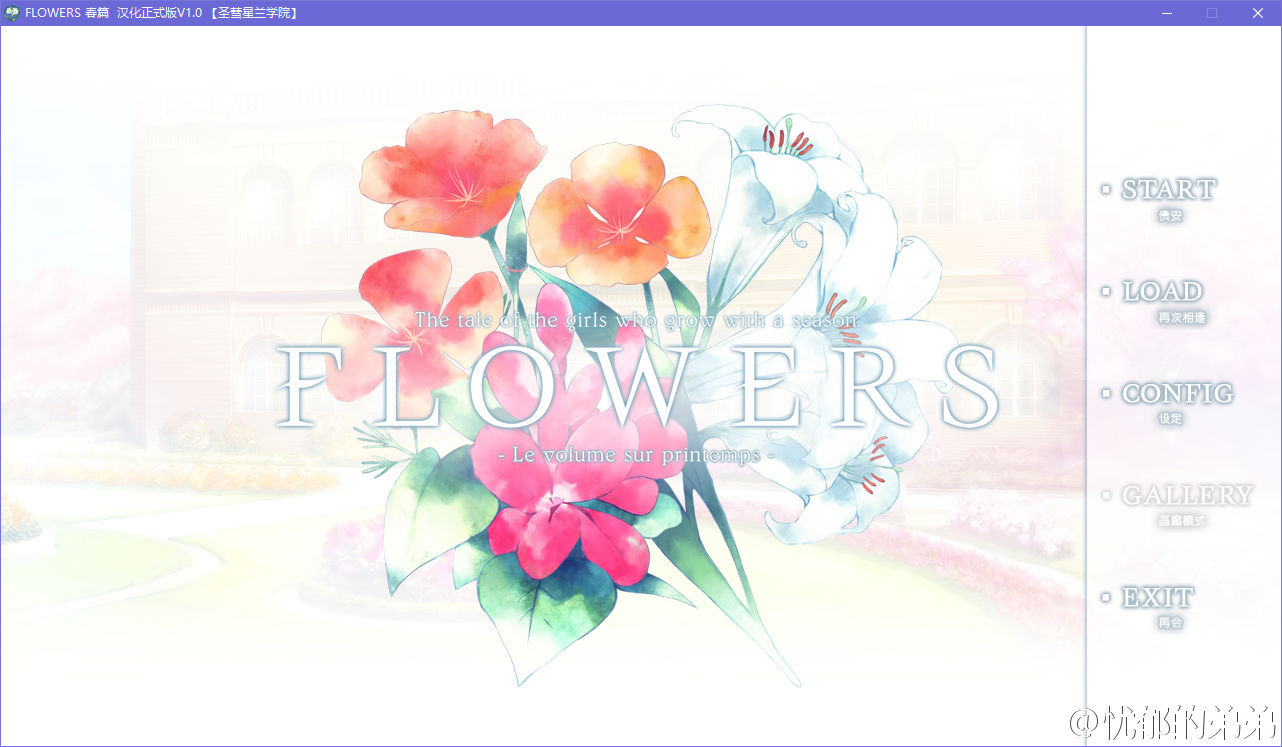 FLOWERS 春篇 汉化正式版V1.0 【圣彗星兰学院】
The tale of the girls who grow with a season.
FLOWERS
- Le volume sur printemps -
START
贵安
LOAD
再次相逢
CONFIG
设定
GALLERY
画廊模式
EXIT
再会
@忧郁的弟弟